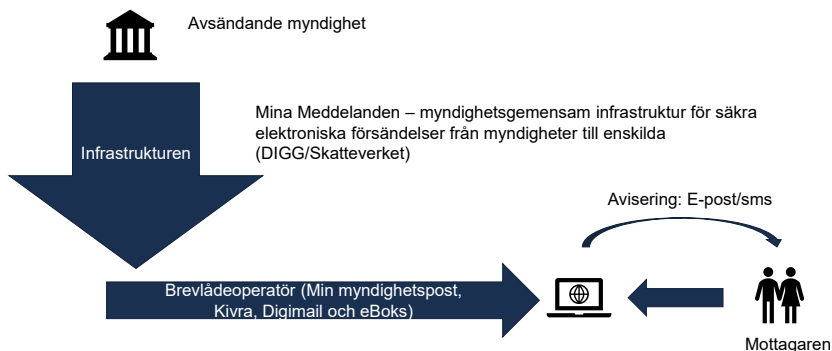 Avsändande myndighet
Mina Meddelanden – myndighetsgemensam infrastruktur för säkra
elektroniska försändelser från myndigheter till enskilda
(DIGG/Skatteverket)
Infrastrukturen
Avisering: E-post/sms
Brevlådeoperatör (Min myndighetspost,
Kivra, Digimail och eBoks)
Mottagaren